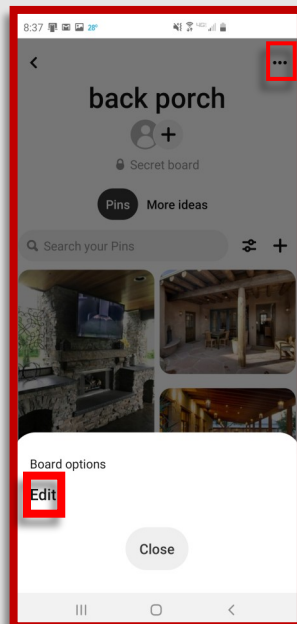 8:37 28°
back porch
Secret board
Pins More ideas
Search your Pins
Board options
Edit
Close